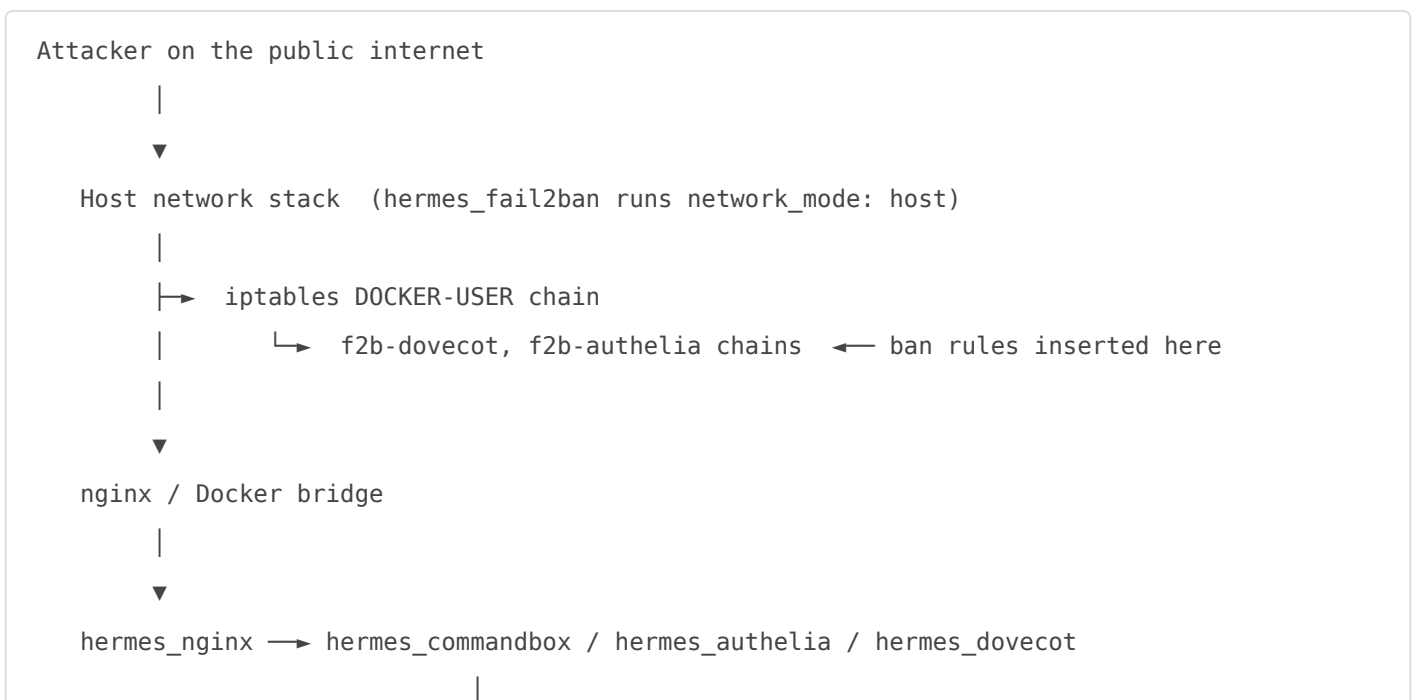 Attacker on the public internet
        │
        ▼
   Host network stack  (hermes_fail2ban runs network_mode: host)
        │
        ├─►  iptables DOCKER-USER chain
        │       └─►  f2b-dovecot, f2b-authelia chains  ◄── ban rules inserted here
        │
        ▼
   nginx / Docker bridge
        │
        ▼
   hermes_nginx ──► hermes_commandbox / hermes_authelia / hermes_dovecot
                              │